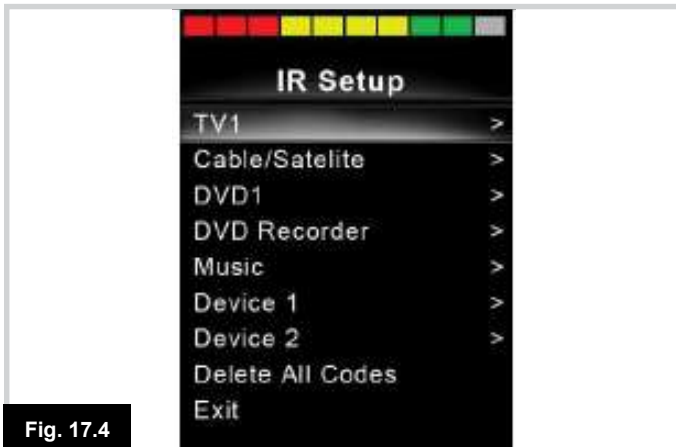 IR Setup
TV1 >
Cable/Satelite >
DVD1 >
DVD Recorder >
Music >
Device 1 >
Device 2 >
Delete All Codes
Exit
Fig. 17.4